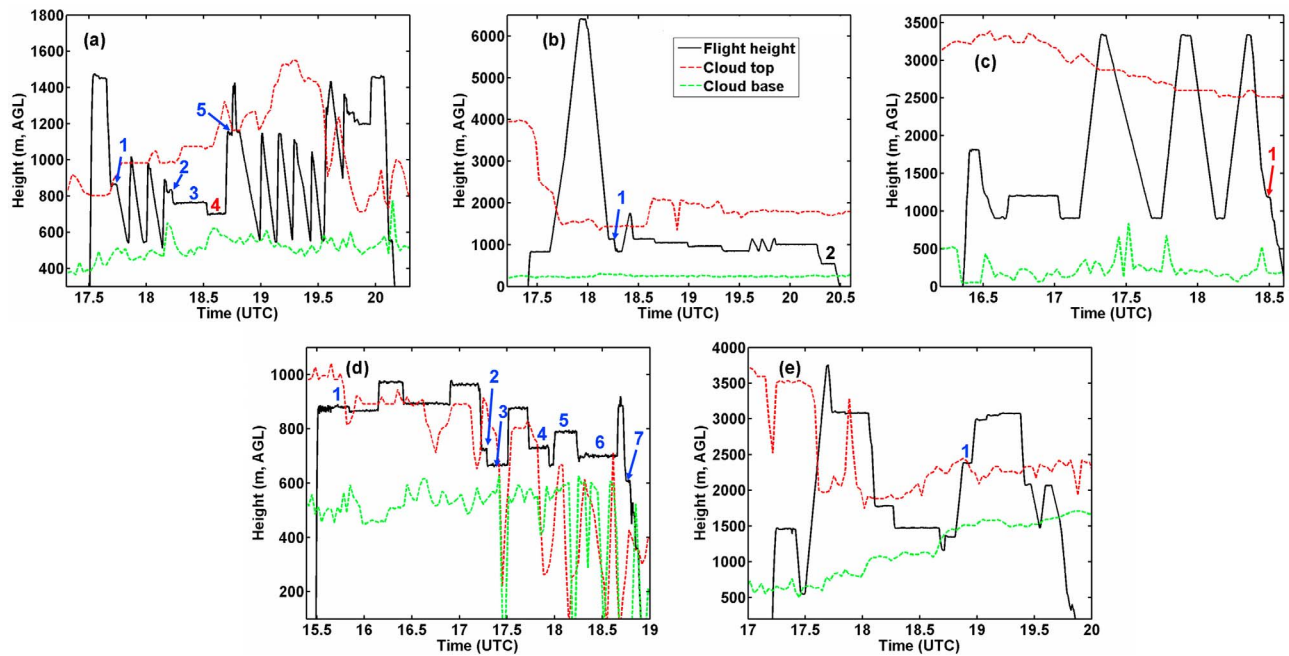 (a)
Height (m, AGL)
1800
1600
1400
1200
1000
800
600
400
1
2
3
4
5
17.5 18 18.5 19 19.5 20
Time (UTC)
(b)
Flight height
Cloud top
Cloud base
Height (m, AGL)
6000
5000
4000
3000
2000
1000
0
1
2
17.5 18 18.5 19 19.5 20 20.6
Time (UTC)
(c)
Height (m, AGL)
3500
3000
2500
2000
1500
1000
500
0
1
16.5 17 17.5 18 18.5
Time (UTC)
(d)
Height (m, AGL)
1000
800
600
400
200
1
2
3
4
5
6
7
15.5 16 16.5 17 17.5 18 18.5 19
Time (UTC)
(e)
Height (m, AGL)
4000
3500
3000
2500
2000
1500
1000
500
1
17 17.5 18 18.5 19 19.5 20
Time (UTC)